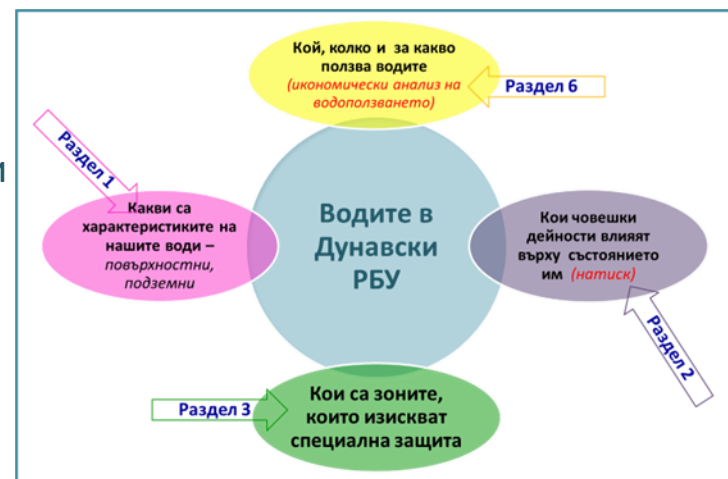 Кой, колко и за какво
ползва водите
(икономически анализ на
водоползването)
Раздел 6
Раздел 1
Какви са
характеристиките на
нашите води –
повърхностни,
подземни
Водите в
Дунавски
РБУ
Кои човешки
дейности влияят
върху състоянието
им (натиск)
Раздел 2
Раздел 3
Кои са зоните,
които изискват
специална защита